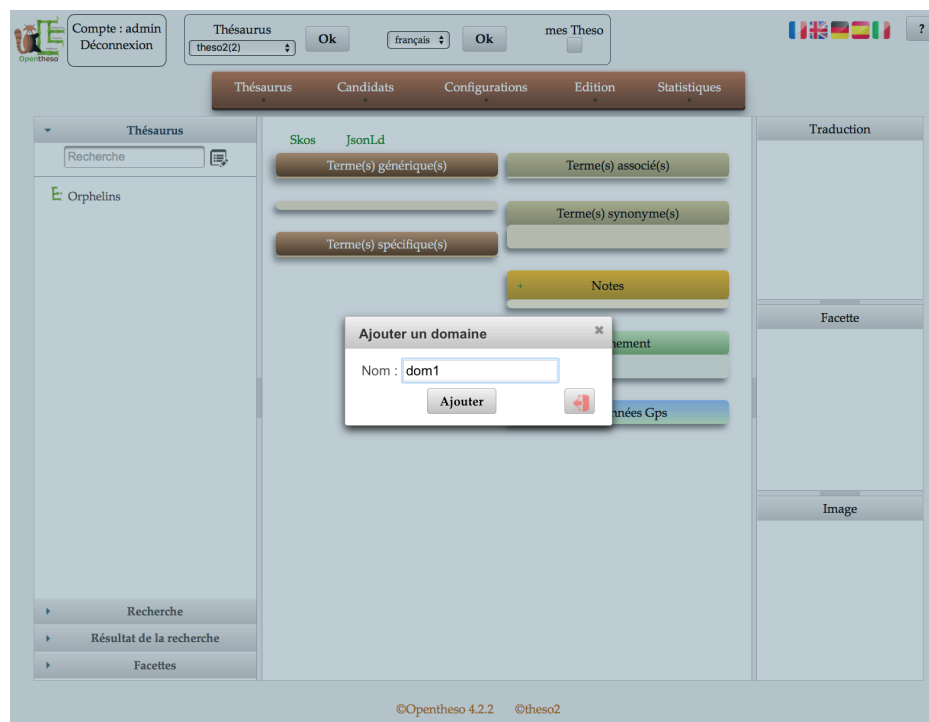 Compte : admin
Déconnexion
Opentheso
Thésaurus
theso2(2)
Ok
français
Ok
mes Theso
?
Thésaurus
Candidats
Configurations
Edition
Statistiques
Thésaurus
Recherche
Orphelins
Recherche
Résultat de la recherche
Facettes
Skos JsonLd
Terme(s) générique(s)
Terme(s) associé(s)
Terme(s) synonyme(s)
Terme(s) spécifique(s)
+ Notes
nement
nnées Gps
Ajouter un domaine
Nom : dom1
Ajouter
Traduction
Facette
Image
©Opentheso 4.2.2 ©theso2